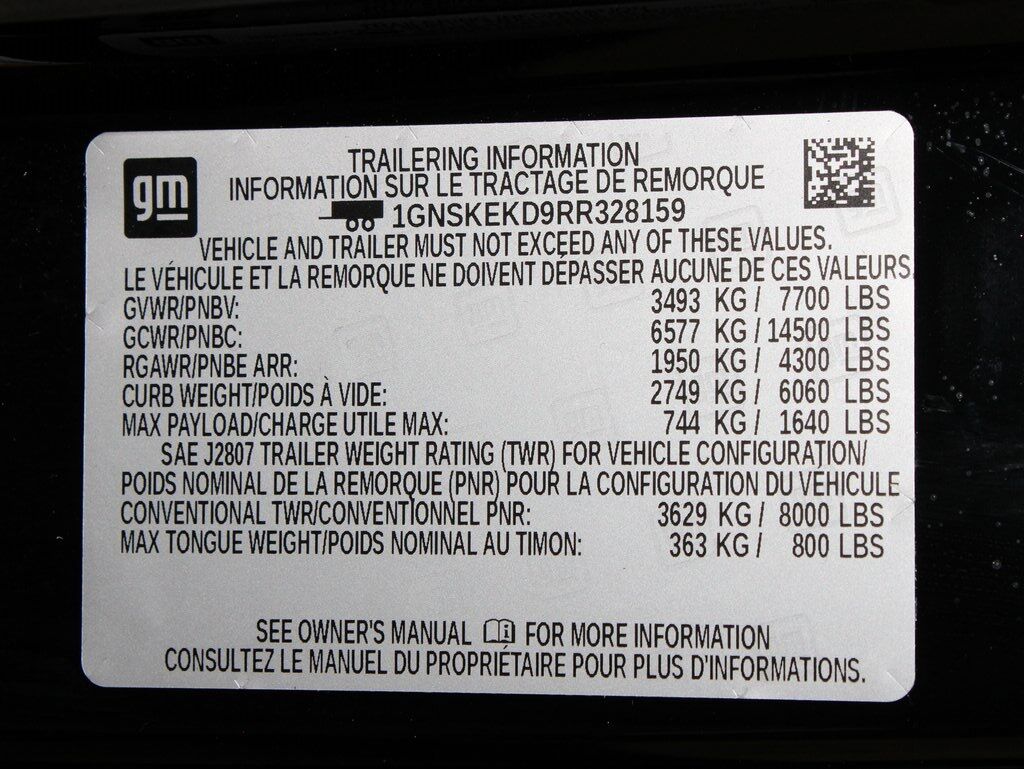 gm
TRAILERING INFORMATION
INFORMATION SUR LE TRACTAGE DE REMORQUE
1GNSKEKD9RR328159
VEHICLE AND TRAILER MUST NOT EXCEED ANY OF THESE VALUES.
LE VÉHICULE ET LA REMORQUE NE DOIVENT DÉPASSER AUCUNE DE CES VALEURS.
GVWR/PNBV: 3493 KG / 7700 LBS
GCWR/PNBC: 6577 KG / 14500 LBS
RGAWR/PNBE ARR: 1950 KG / 4300 LBS
CURB WEIGHT/POIDS À VIDE: 2749 KG / 6060 LBS
MAX PAYLOAD/CHARGE UTILE MAX: 744 KG / 1640 LBS
SAE J2807 TRAILER WEIGHT RATING (TWR) FOR VEHICLE CONFIGURATION/
POIDS NOMINAL DE LA REMORQUE (PNR) POUR LA CONFIGURATION DU VÉHICULE
CONVENTIONAL TWR/CONVENTIONNEL PNR: 3629 KG / 8000 LBS
MAX TONGUE WEIGHT/POIDS NOMINAL AU TIMON: 363 KG / 800 LBS
SEE OWNER'S MANUAL FOR MORE INFORMATION
CONSULTEZ LE MANUEL DU PROPRIÉTAIRE POUR PLUS D'INFORMATIONS.